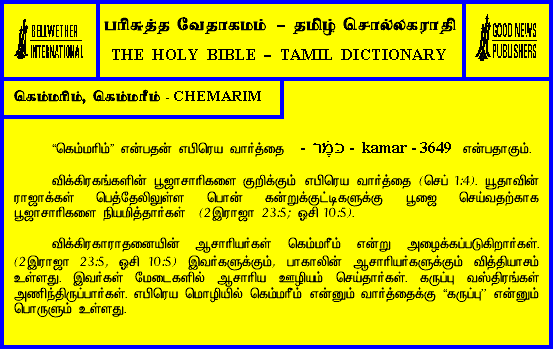 BELLWETHER
INTERNATIONAL
பரிசுத்த வேதாகமம் – தமிழ் சொல்லகராதி
THE HOLY BIBLE – TAMIL DICTIONARY
GOOD NEWS
PUBLISHERS
கெம்மரிம், கெம்மரீம் - CHEMARIM
“கெம்மரிம்” என்பதன் எபிரெய வார்த்தை - כמָר - kamar - 3649 என்பதாகும்.
விக்கிரகங்களின் பூஜாசாரிகளை குறிக்கும் எபிரெய வார்த்தை (செப் 1:4). யூதாவின்
ராஜாக்கள் பெத்தேலிலுள்ள பொன் கன்றுக்குட்டிகளுக்கு பூஜை செய்வதற்காக
பூஜாசாரிகளை நியமித்தார்கள் (2இராஜா 23:5; ஓசி 10:5).
விக்கிரகாராதனையின் ஆசாரியர்கள் கெம்மரீம் என்று அழைக்கப்படுகிறார்கள்.
(2இராஜா 23:5, ஓசி 10:5) இவர்களுக்கும், பாகாலின் ஆசாரியர்களுக்கும் வித்தியாசம்
உள்ளது. இவர்கள் மேடைகளில் ஆசாரிய ஊழியம் செய்தார்கள். கருப்பு வஸ்திரங்கள்
அணிந்திருப்பார்கள். எபிரெய மொழியில் கெம்மரீம் என்னும் வார்த்தைக்கு “கருப்பு” என்னும்
பொருளும் உள்ளது.